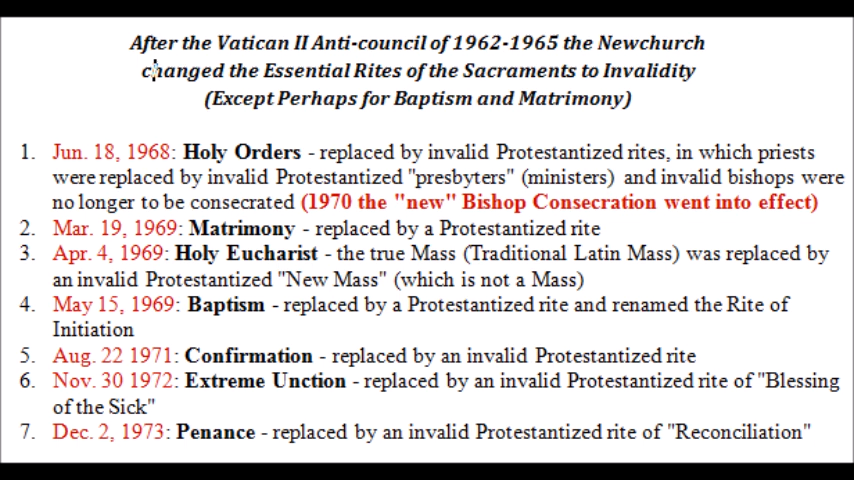 After the Vatican II Anti-council of 1962-1965 the Newchurch
changed the Essential Rites of the Sacraments to Invalidity
(Except Perhaps for Baptism and Matrimony)
1. Jun. 18, 1968: Holy Orders - replaced by invalid Protestantized rites, in which priests
were replaced by invalid Protestantized "presbyters" (ministers) and invalid bishops were
no longer to be consecrated (1970 the "new" Bishop Consecration went into effect)
2. Mar. 19, 1969: Matrimony - replaced by a Protestantized rite
3. Apr. 4, 1969: Holy Eucharist - the true Mass (Traditional Latin Mass) was replaced by
an invalid Protestantized "New Mass" (which is not a Mass)
4. May 15, 1969: Baptism - replaced by a Protestantized rite and renamed the Rite of
Initiation
5. Aug. 22 1971: Confirmation - replaced by an invalid Protestantized rite
6. Nov. 30 1972: Extreme Unction - replaced by an invalid Protestantized rite of "Blessing
of the Sick"
7. Dec. 2, 1973: Penance - replaced by an invalid Protestantized rite of "Reconciliation"